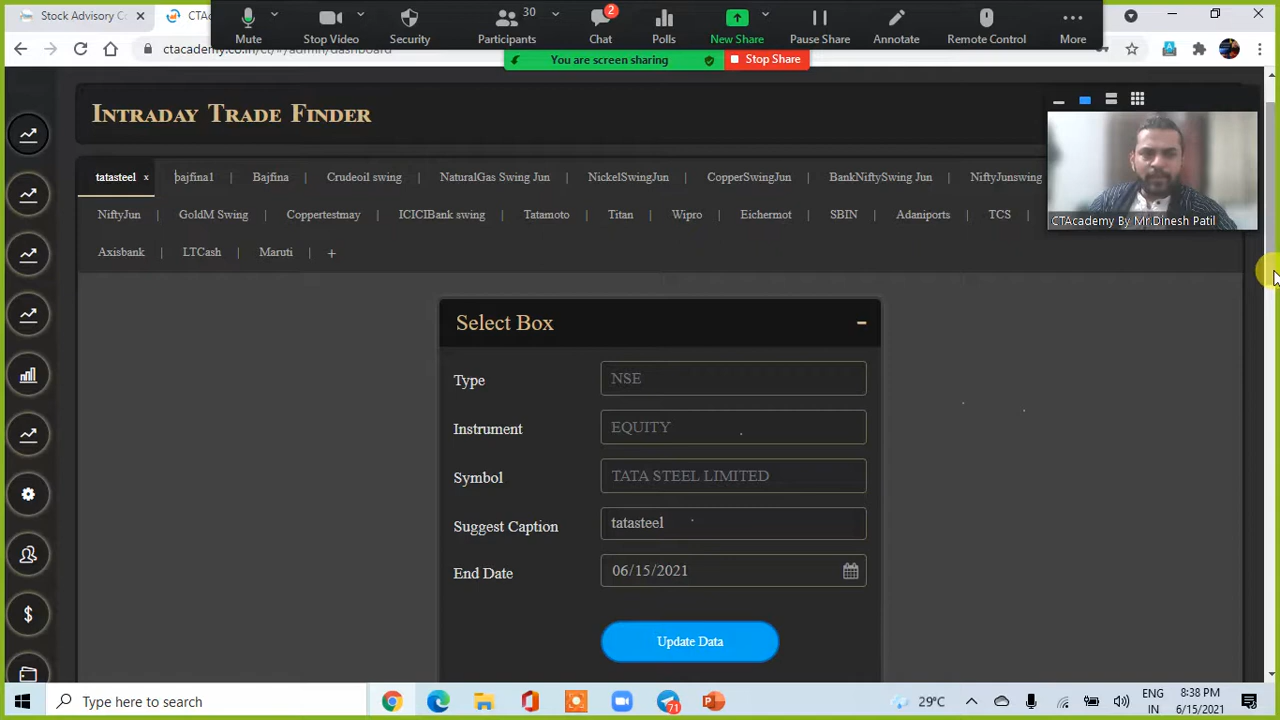 Stock Advisory C
CTA
30
2
Mute
Stop Video
Security
Participants
Chat
Polls
New Share
Pause Share
Annotate
Remote Control
More
ctacademy.co.in/ct/#/admin/dashboard
You are screen sharing
Stop Share
INTRADAY TRADE FINDER
CTAcademy By Mr.Dinesh Patil
tatasteel x
bajfina1 | Bajfina | Crudeoil swing | NaturalGas Swing Jun | NickelSwingJun | CopperSwingJun | BankNiftySwing Jun | NiftyJunswing
NiftyJun | GoldM Swing | Coppertestmay | ICICIBank swing | Tatamoto | Titan | Wipro | Eichermot | SBIN | Adaniports | TCS |
Axisbank | LTCash | Maruti | +
Select Box
Type NSE
Instrument EQUITY
Symbol TATA STEEL LIMITED
Suggest Caption tatasteel
End Date 06/15/2021
Update Data
Type here to search
71
29°C
ENG
IN
8:38 PM
6/15/2021